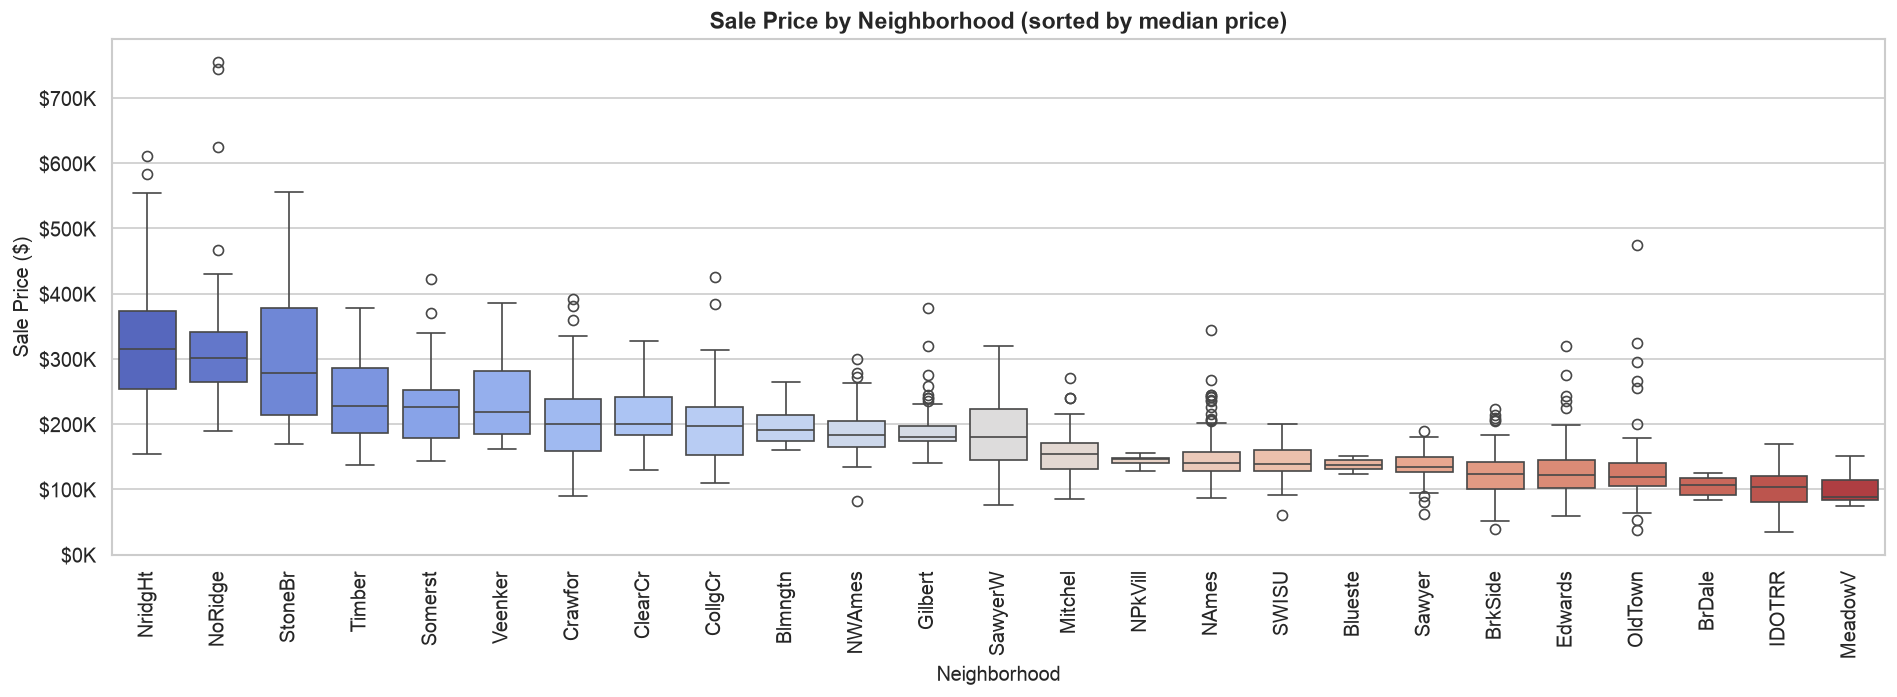 Sale Price by Neighborhood (sorted by median price)
Sale Price ($)
$700K
$600K
$500K
$400K
$300K
$200K
$100K
$0K
NridgHt
NoRidge
StoneBr
Timber
Somerst
Veenker
Crawfor
ClearCr
CollgCr
Blmngtn
NWAmes
Gilbert
SawyerW
Mitchel
NPkVill
NAmes
SWISU
Blueste
Sawyer
BrkSide
Edwards
OldTown
BrDale
IDOTRR
MeadowV
Neighborhood